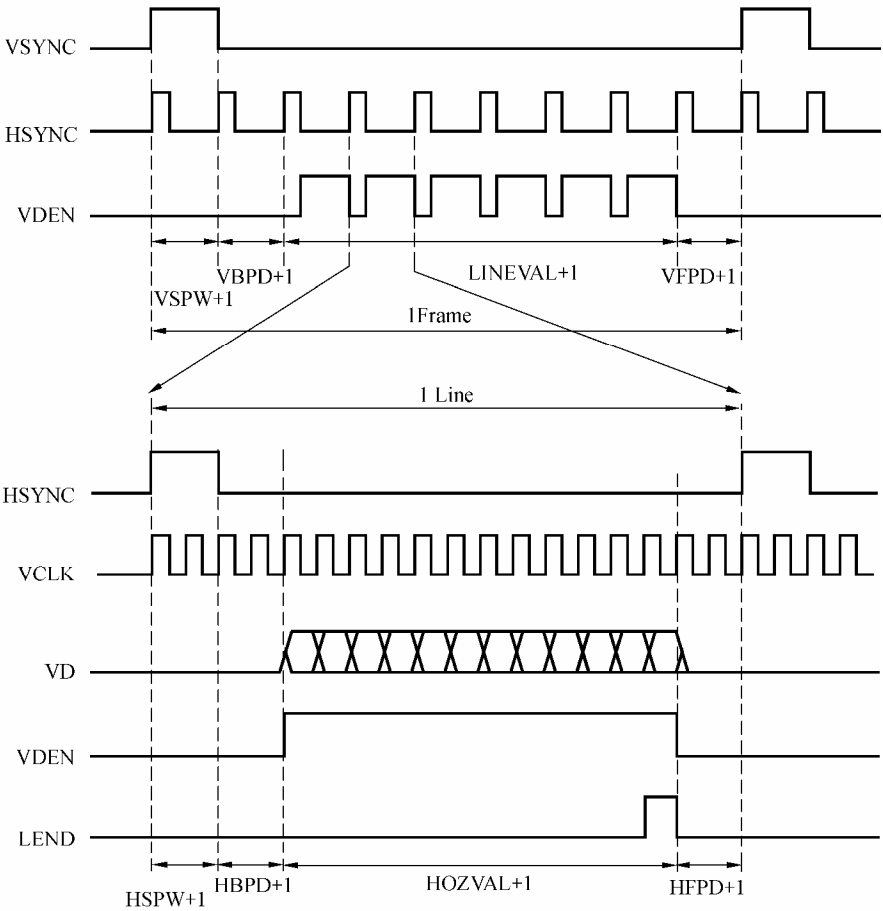 VSYNC
HSYNC
VDEN
VBPD+1
LINEVAL+1
VFPD+1
VSPW+1
1Frame
1 Line
HSYNC
VCLK
VD
VDEN
LEND
HSPW+1
HBPD+1
HOZVAL+1
HFPD+1